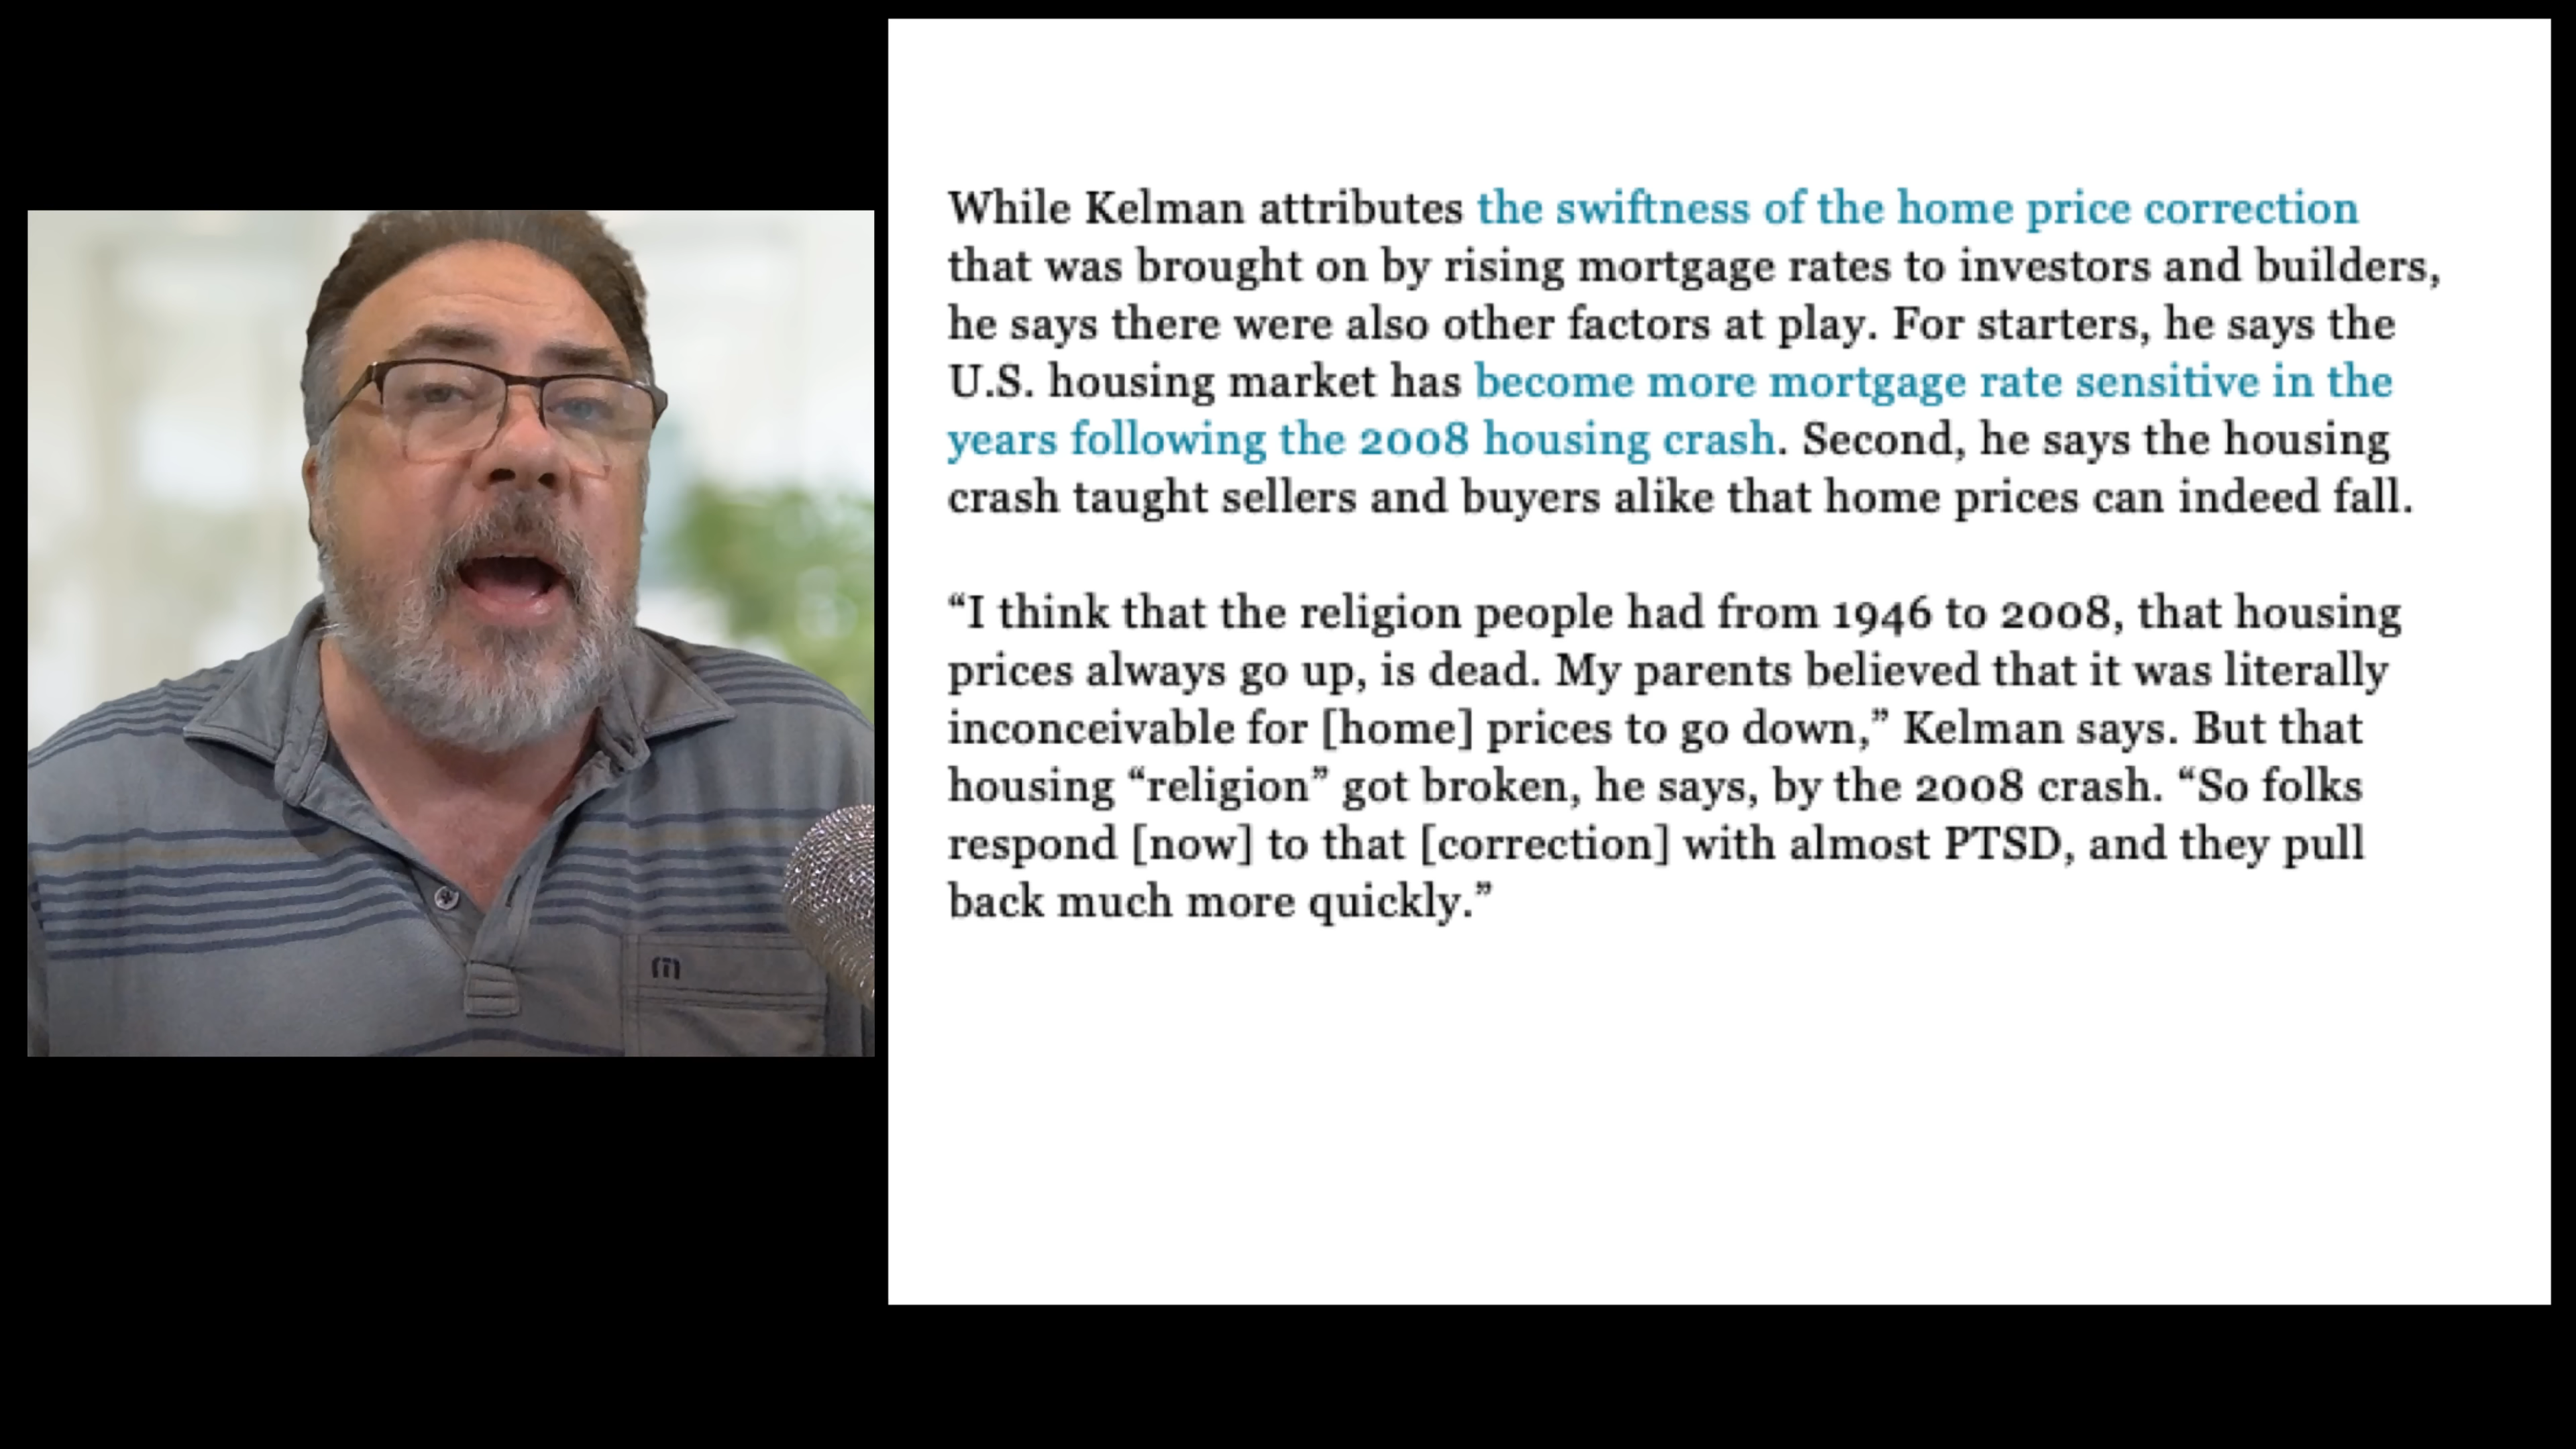 While Kelman attributes the swiftness of the home price correction
that was brought on by rising mortgage rates to investors and builders,
he says there were also other factors at play. For starters, he says the
U.S. housing market has become more mortgage rate sensitive in the
years following the 2008 housing crash. Second, he says the housing
crash taught sellers and buyers alike that home prices can indeed fall.
“I think that the religion people had from 1946 to 2008, that housing
prices always go up, is dead. My parents believed that it was literally
inconceivable for [home] prices to go down,” Kelman says. But that
housing “religion” got broken, he says, by the 2008 crash. “So folks
respond [now] to that [correction] with almost PTSD, and they pull
back much more quickly.”